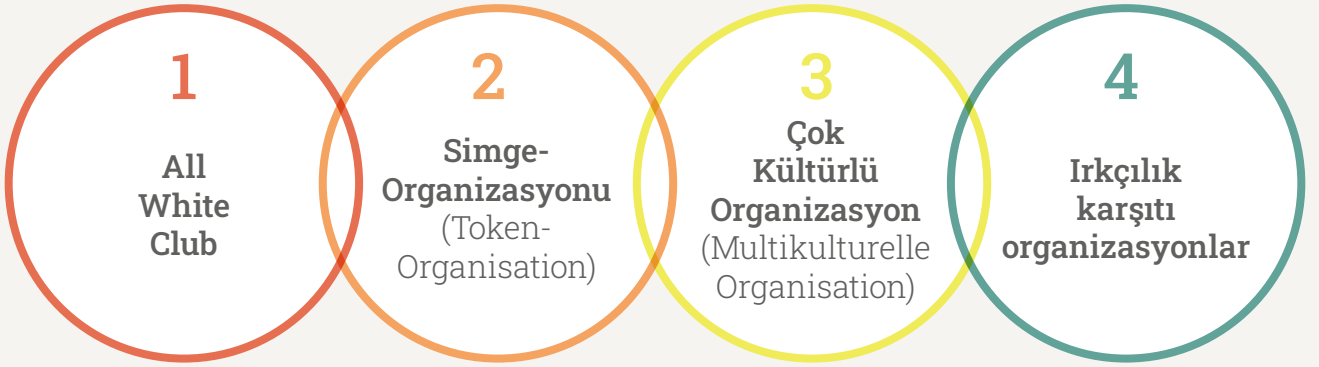 1
All
White
Club
2
Simge-
Organizasyonu
(Token-
Organisation)
3
Çok
Kültürlü
Organizasyon
(Multikulturelle
Organisation)
4
Irkçılık
karşıtı
organizasyonlar